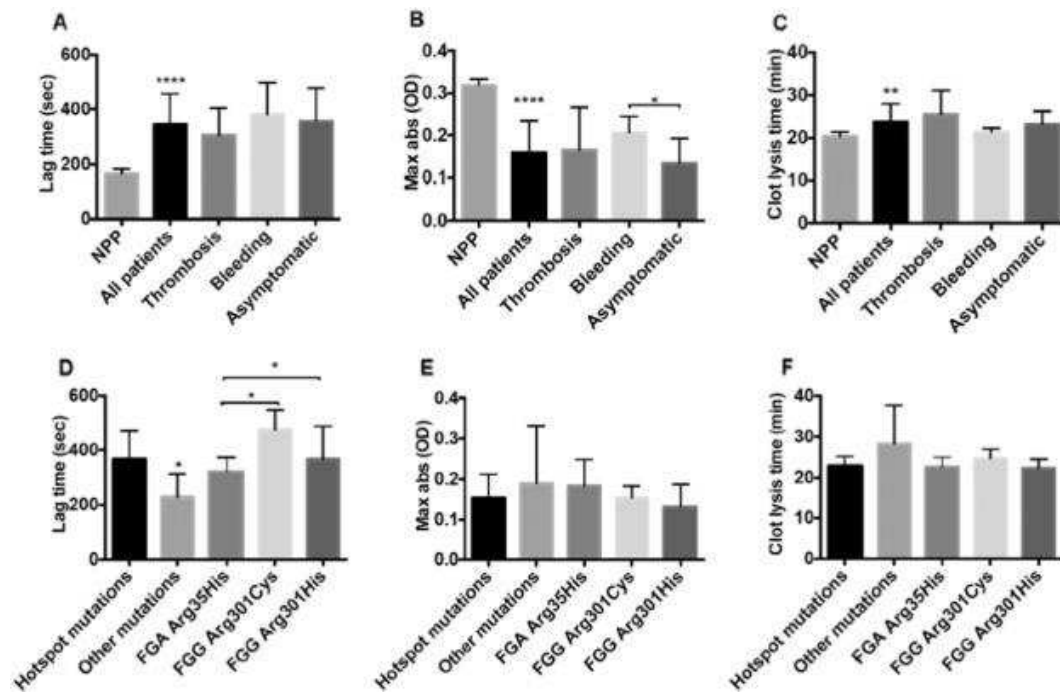 A
Lag time (sec)
600
400
200
0
****
NPP
All patients
Thrombosis
Bleeding
Asymptomatic
B
Max abs (OD)
0.4
0.3
0.2
0.1
0.0
****
*
NPP
All patients
Thrombosis
Bleeding
Asymptomatic
C
Clot lysis time (min)
40
30
20
10
0
**
NPP
All patients
Thrombosis
Bleeding
Asymptomatic
D
Lag time (sec)
600
400
200
0
*
*
*
Hotspot mutations
Other mutations
FGA Arg35His
FGG Arg301Cys
FGG Arg301His
E
Max abs (OD)
0.4
0.3
0.2
0.1
0.0
Hotspot mutations
Other mutations
FGA Arg35His
FGG Arg301Cys
FGG Arg301His
F
Clot lysis time (min)
40
30
20
10
0
Hotspot mutations
Other mutations
FGA Arg35His
FGG Arg301Cys
FGG Arg301His